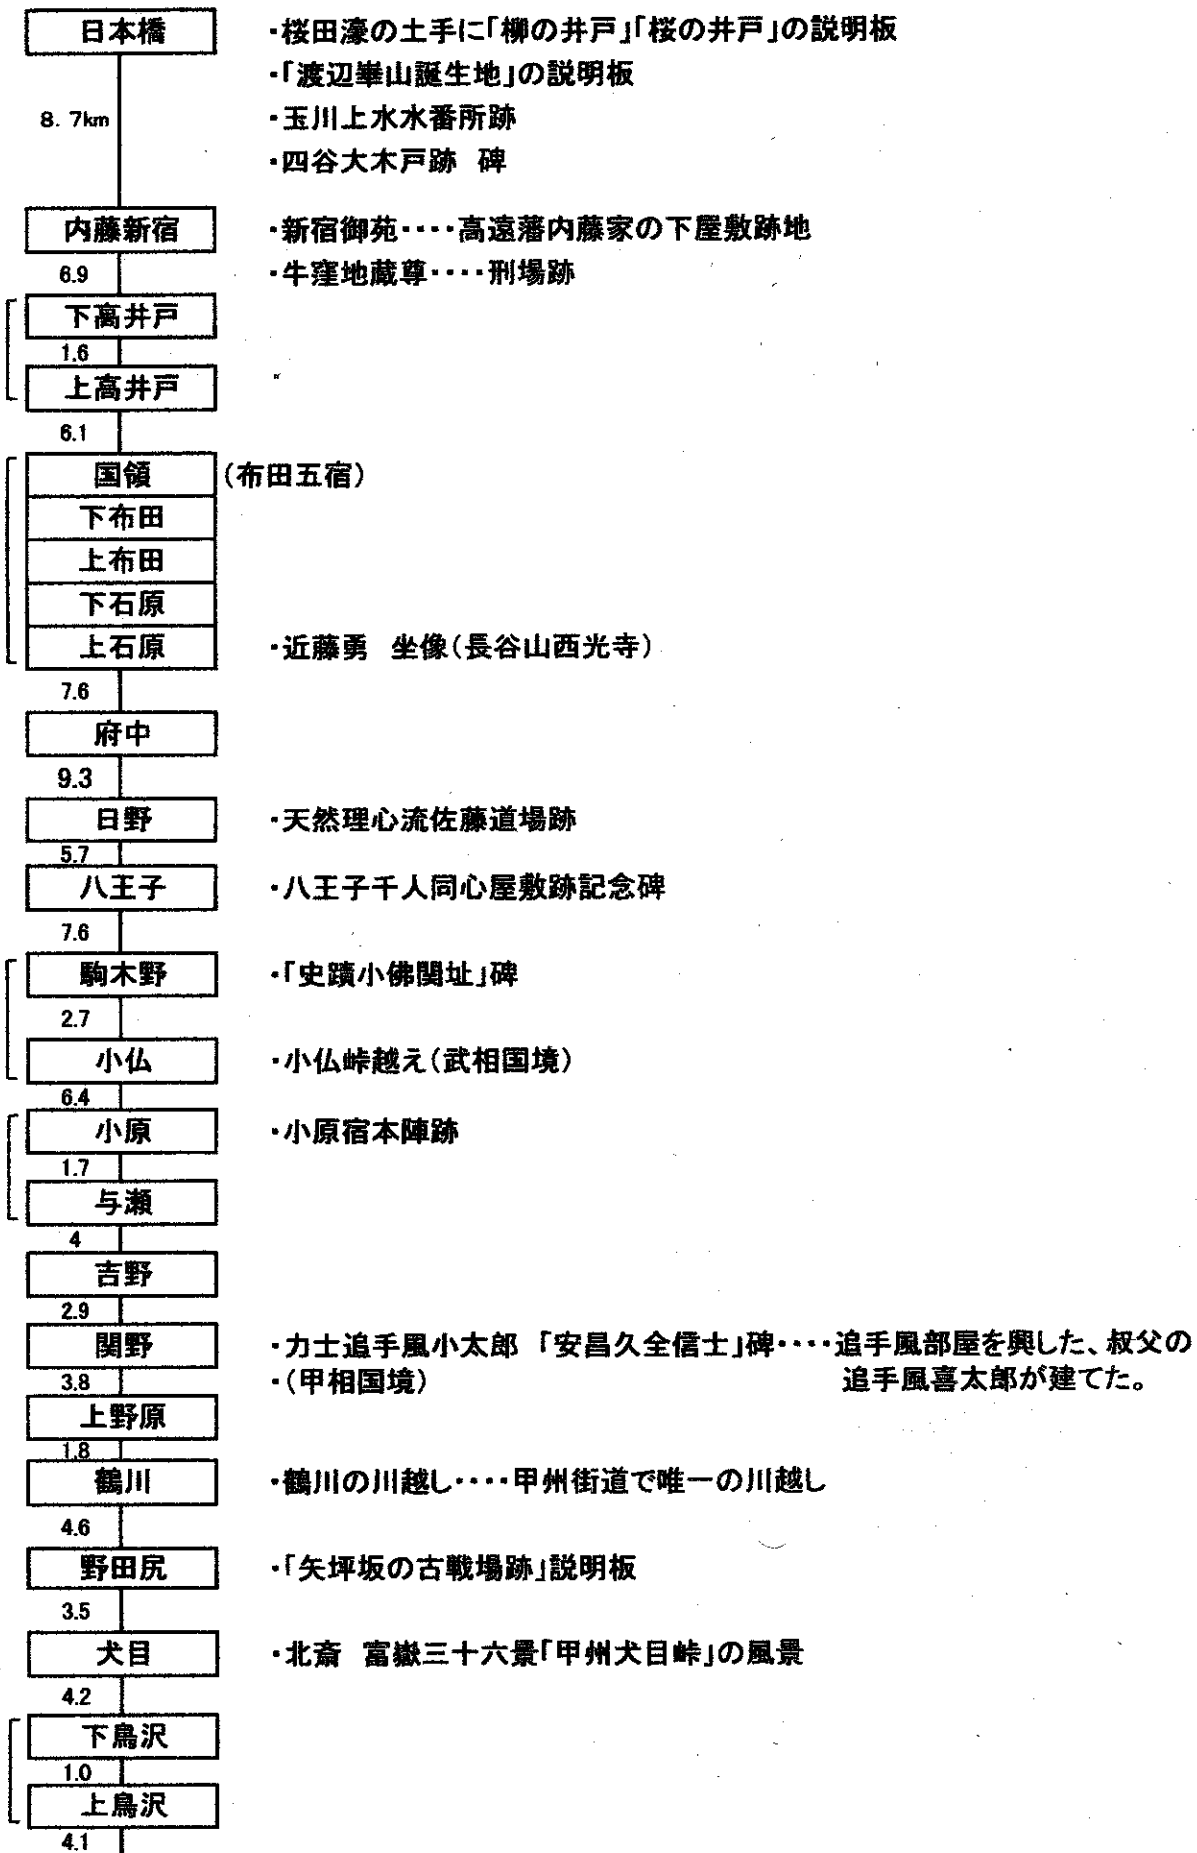 日本橋 ・桜田濠の土手に「柳の井戸」「桜の井戸」の説明板
・「渡辺崋山誕生地」の説明板
8.7km ・玉川上水水番所跡
・四谷大木戸跡 碑
内藤新宿 ・新宿御苑‥‥高遠藩内藤家の下屋敷跡地
6.9 ・牛窪地蔵尊‥‥刑場跡
下高井戸
1.6
上高井戸
6.1
国領 (布田五宿)
下布田
上布田
下石原
上石原 ・近藤勇 坐像(長谷山西光寺)
7.6
府中
9.3
日野 ・天然理心流佐藤道場跡
5.7
八王子 ・八王子千人同心屋敷跡記念碑
7.6
駒木野 ・「史蹟小佛関址」碑
2.7
小仏 ・小仏峠越え(武相国境)
6.4
小原 ・小原宿本陣跡
1.7
与瀬
4
吉野
2.9
関野 ・力士追手風小太郎 「安昌久全信士」碑‥‥追手風部屋を興した、叔父の
3.8 ・(甲相国境) 追手風喜太郎が建てた。
上野原
1.8
鶴川 ・鶴川の川越し‥‥甲州街道で唯一の川越し
4.6
野田尻 ・「矢坪坂の古戦場跡」説明板
3.5
犬目 ・北斎 富嶽三十六景「甲州犬目峠」の風景
4.2
下鳥沢
1.0
上鳥沢
4.1